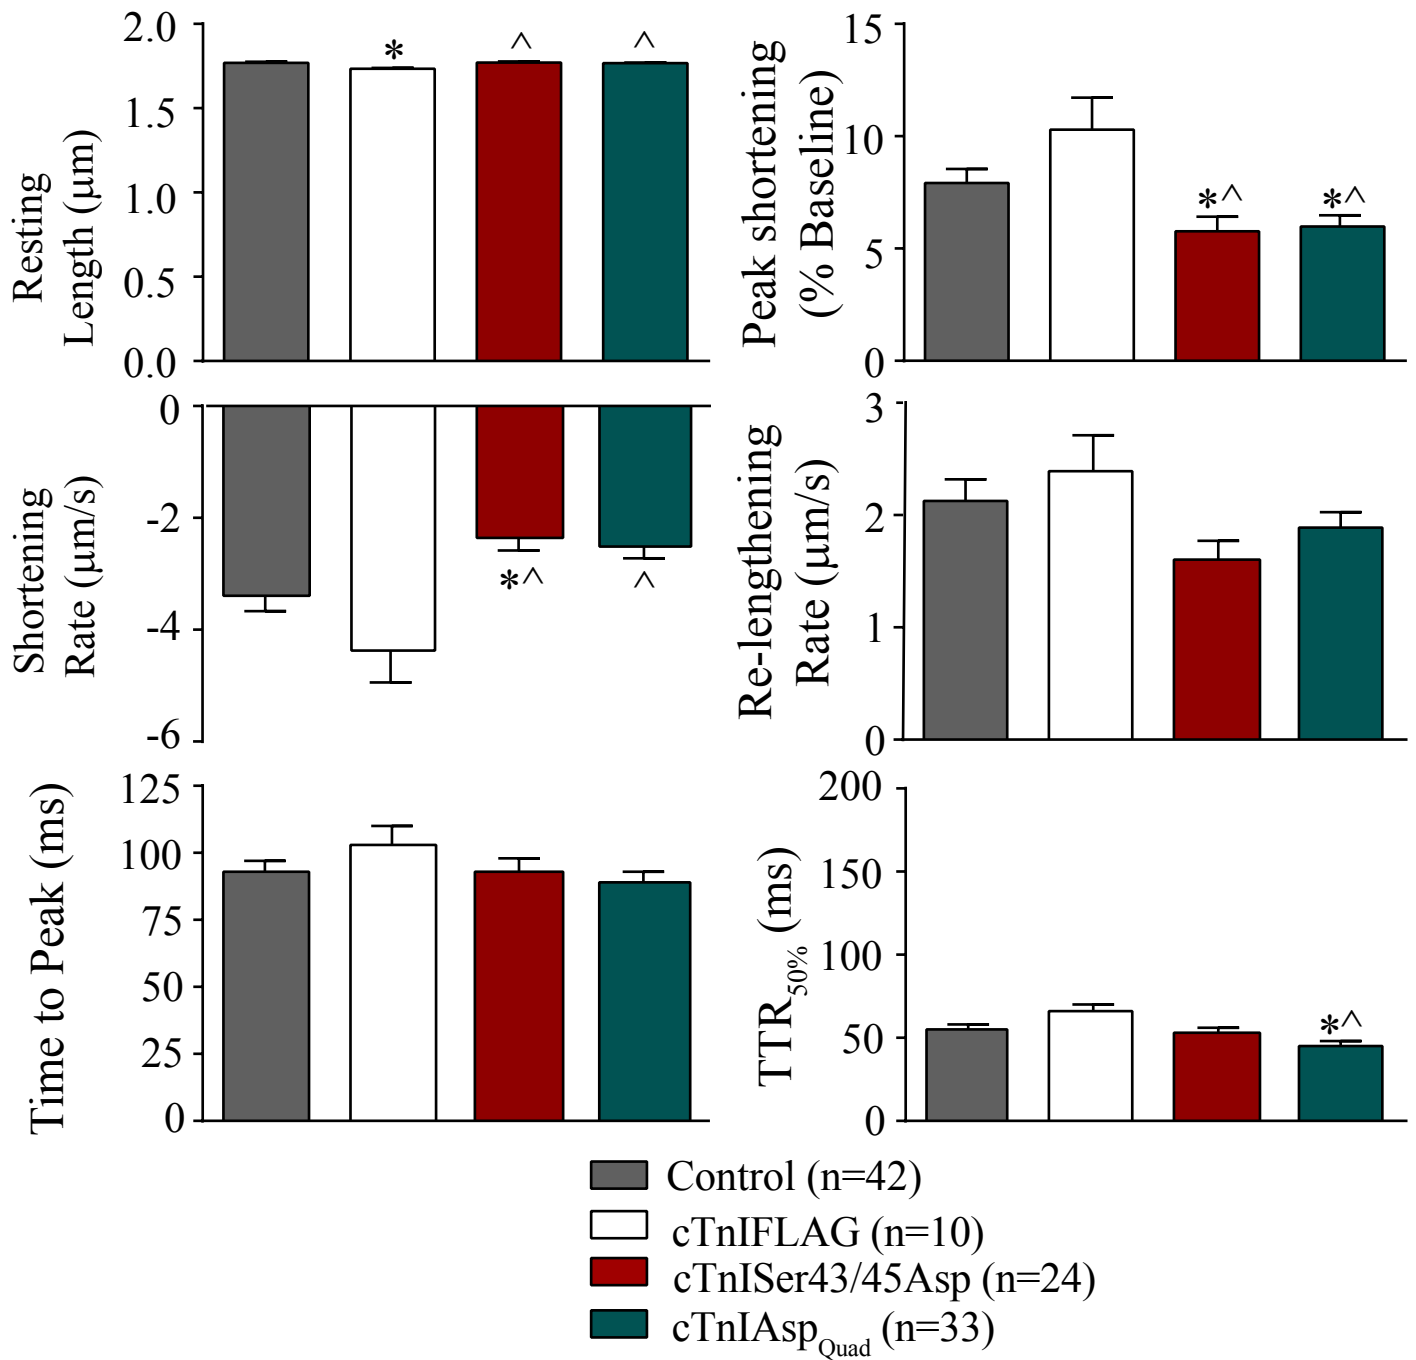 Resting
Length (μm)
2.0
1.5
1.0
0.5
0.0
*
^
^
Peak shortening
(% Baseline)
15
10
5
0
*^
*^
Shortening
Rate (μm/s)
0
-2
-4
-6
*^
^
Re-lengthening
Rate (μm/s)
3
2
1
0
Time to Peak (ms)
125
100
75
50
25
0
TTR50% (ms)
200
150
100
50
0
*^
Control (n=42)
cTnIFLAG (n=10)
cTnISer43/45Asp (n=24)
cTnIAspQuad (n=33)